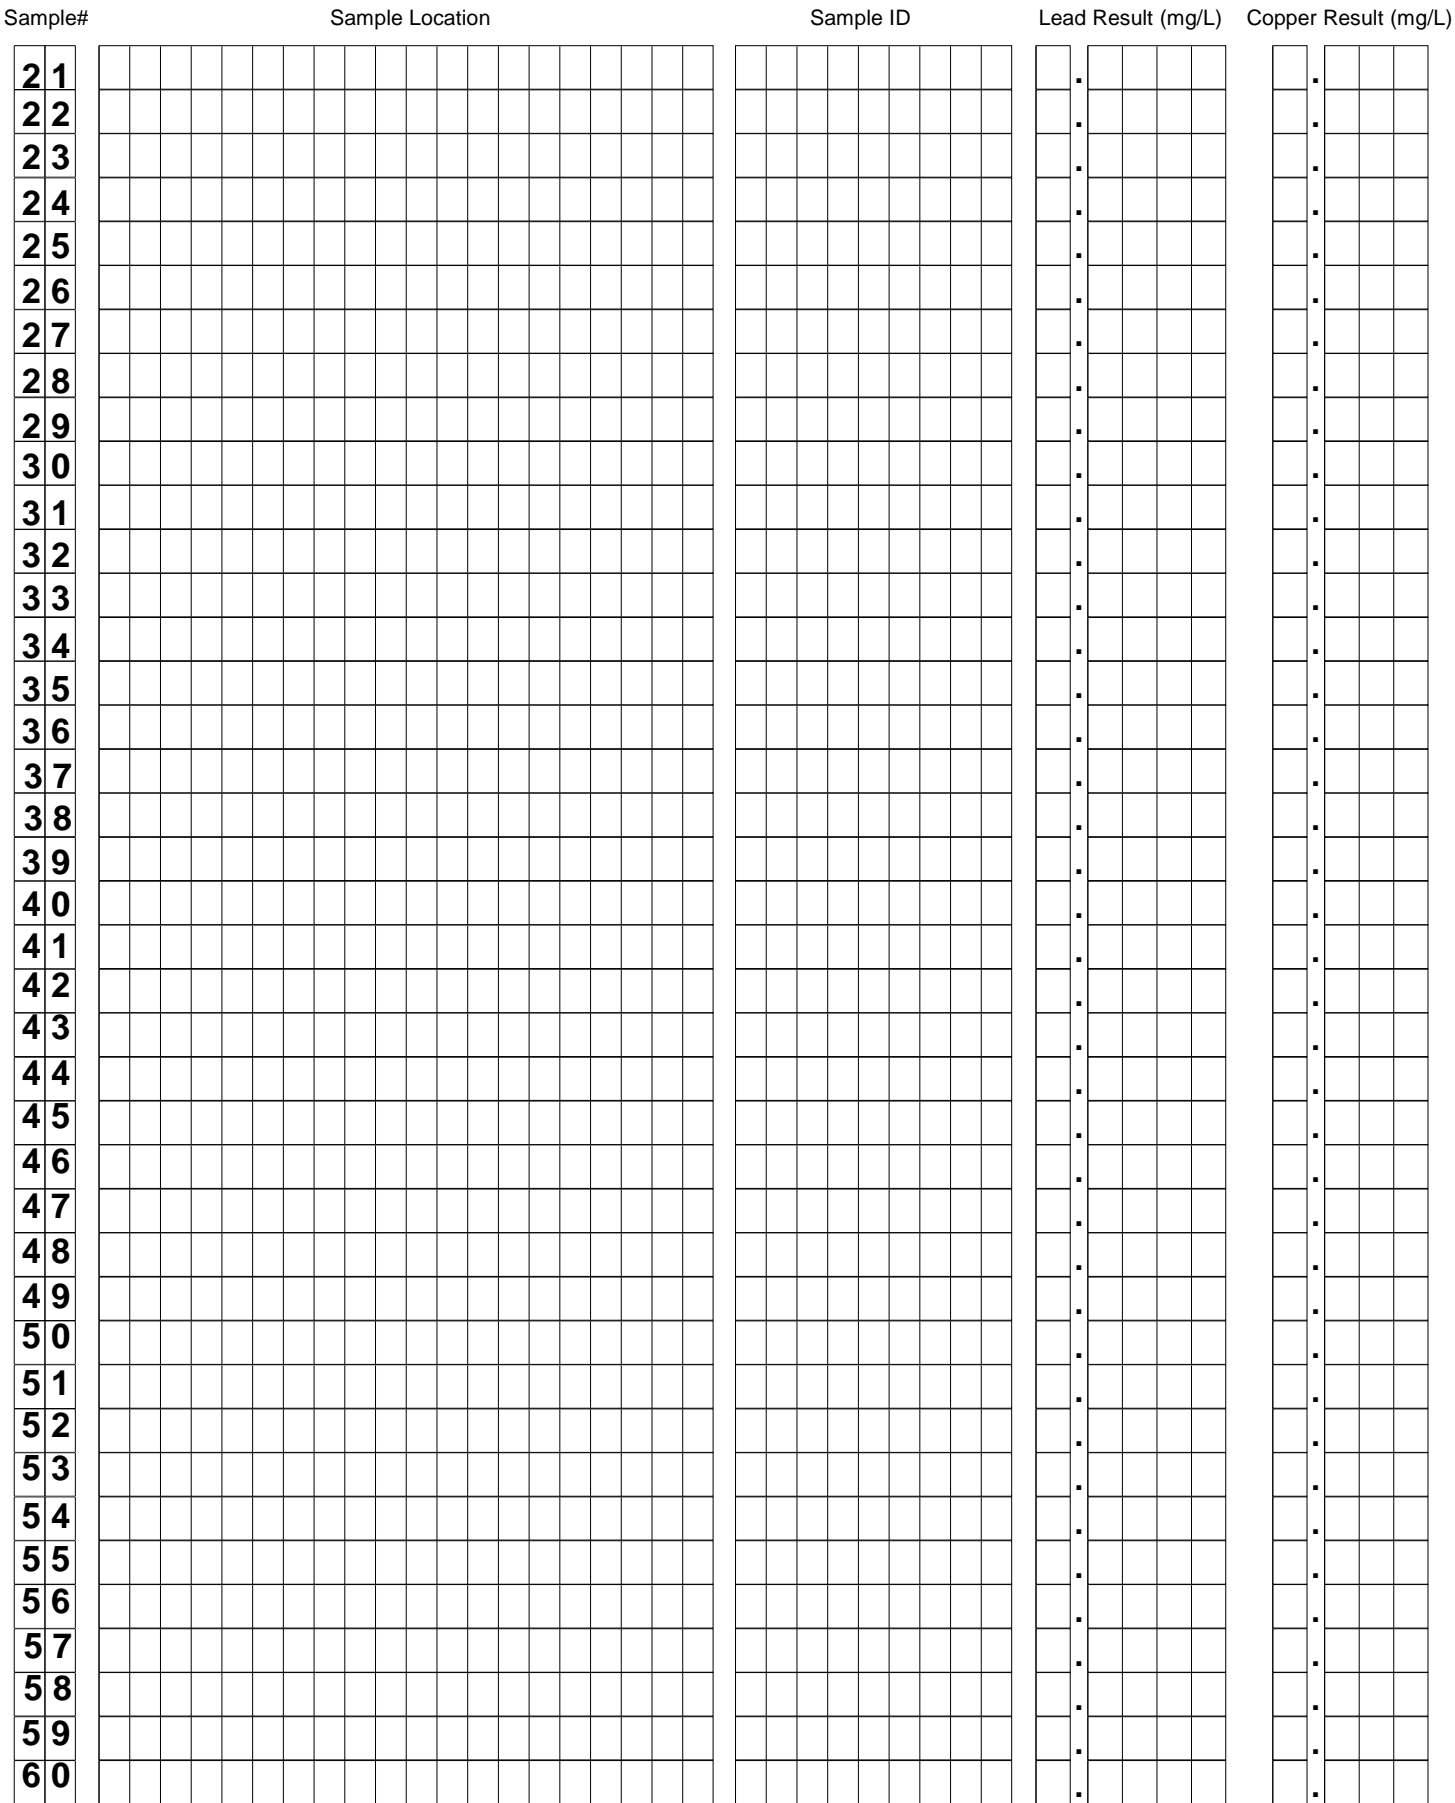 Sample# Sample Location Sample ID Lead Result (mg/L) Copper Result (mg/L)
21 . .
22 . .
23 . .
24 . .
25 . .
26 . .
27 . .
28 . .
29 . .
30 . .
31 . .
32 . .
33 . .
34 . .
35 . .
36 . .
37 . .
38 . .
39 . .
40 . .
41 . .
42 . .
43 . .
44 . .
45 . .
46 . .
47 . .
48 . .
49 . .
50 . .
51 . .
52 . .
53 . .
54 . .
55 . .
56 . .
57 . .
58 . .
59 . .
60 . .